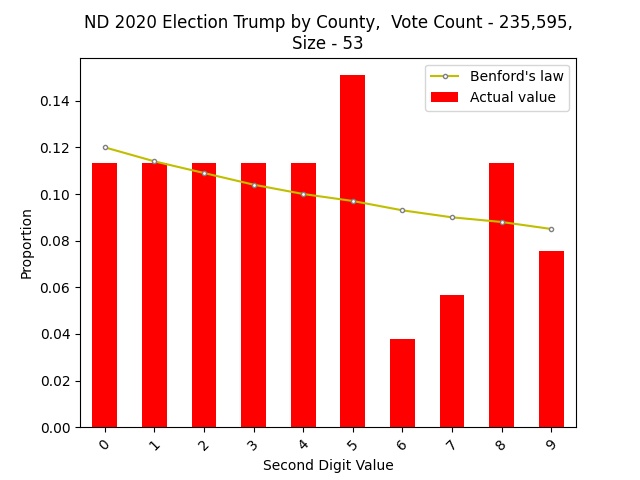 ND 2020 Election Trump by County,  Vote Count - 235,595,
Size - 53
Benford's law
Actual value
Proportion
0.14
0.12
0.10
0.08
0.06
0.04
0.02
0.00
0 1 2 3 4 5 6 7 8 9
Second Digit Value